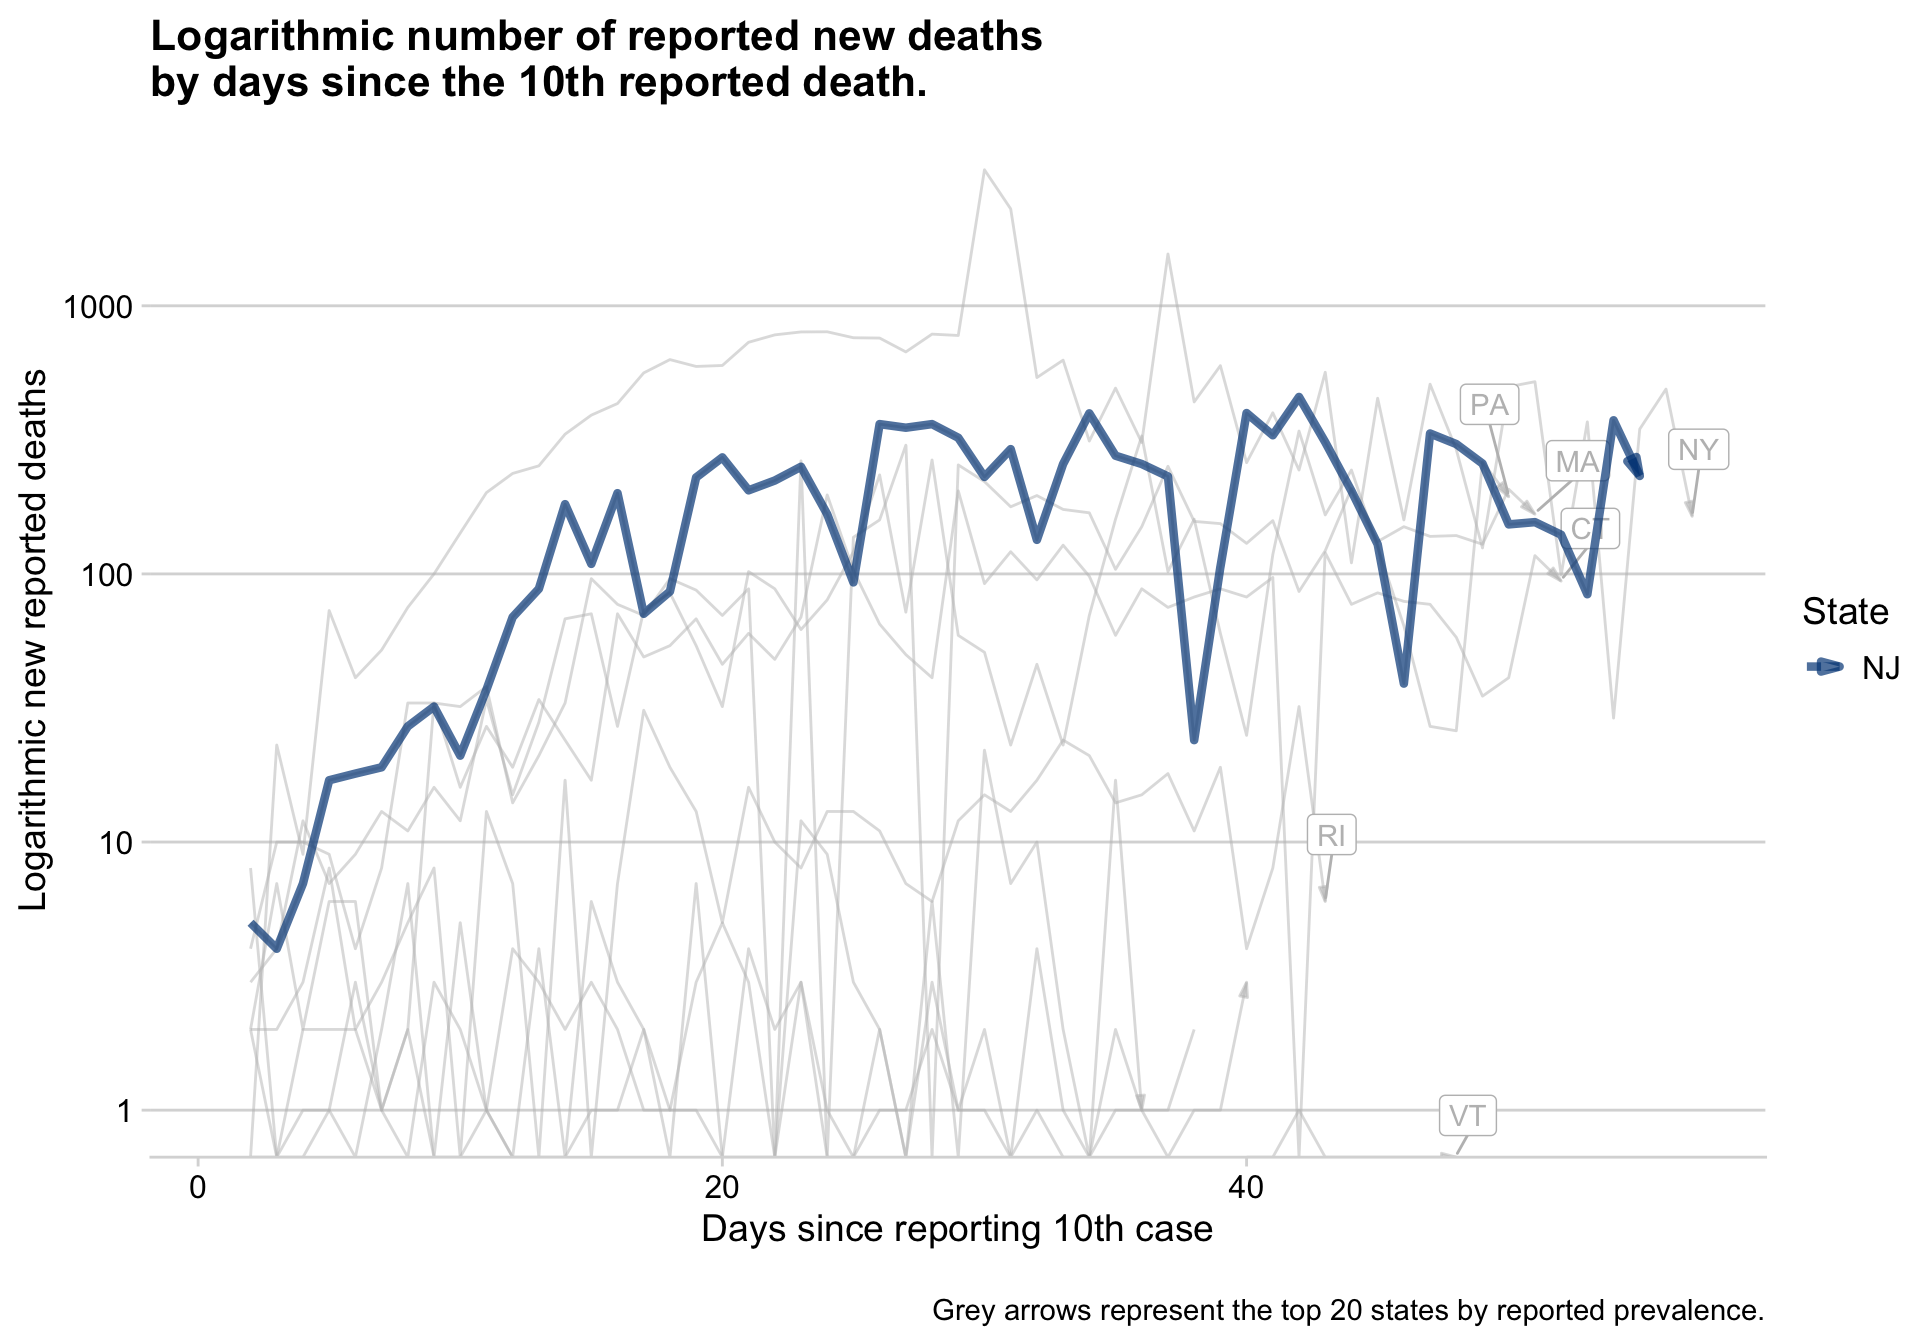 Logarithmic number of reported new deaths
by days since the 10th reported death.
Logarithmic new reported deaths
1000
100
10
1
PA
MA
NY
CT
RI
VT
State
NJ
0
20
40
Days since reporting 10th case
Grey arrows represent the top 20 states by reported prevalence.